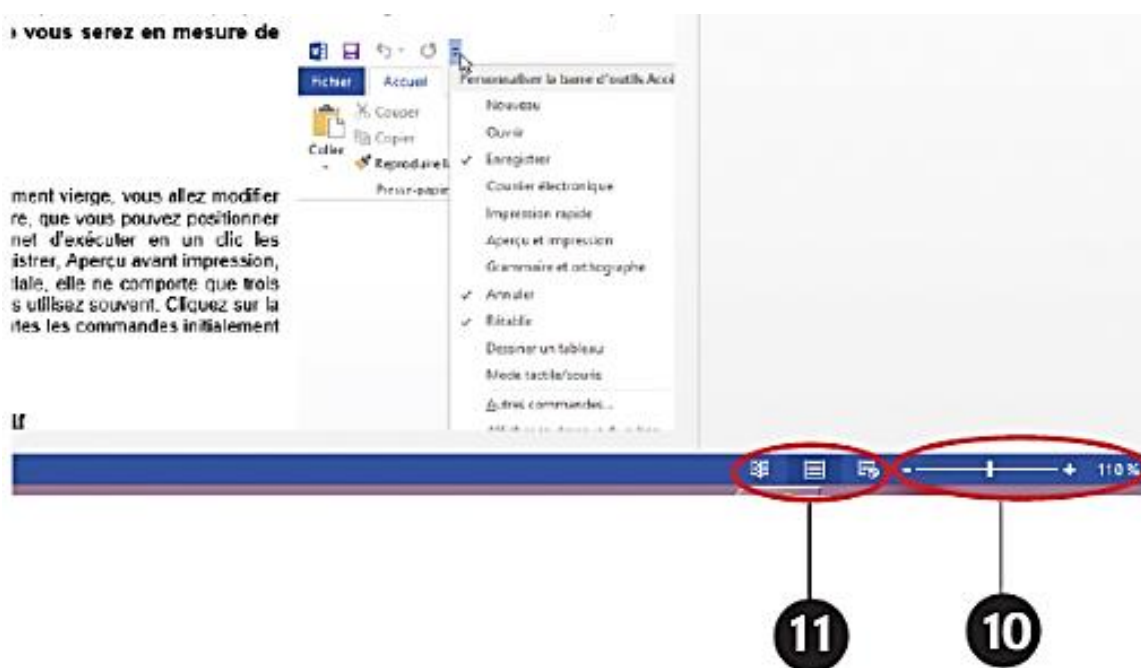 vous serez en mesure de
Fichier Accueil
Personnaliser la barre d'outils Accè
Couper
Copier
Coller
Reproduire l
Presse-papie
Nouveau
Ouvrir
✓ Enregistrer
Courrier électronique
Impression rapide
Aperçu et impression
Grammaire et orthographe
✓ Annuler
✓ Rétablir
Dessiner un tableau
Mode tactile/souris
Autres commandes...
ment vierge, vous allez modifier
re, que vous pouvez positionner
net d'exécuter en un clic les
istrer, Aperçu avant impression,
tiale, elle ne comporte que trois
s utilisez souvent. Cliquez sur la
ites les commandes initialement
if
110 %
11
10